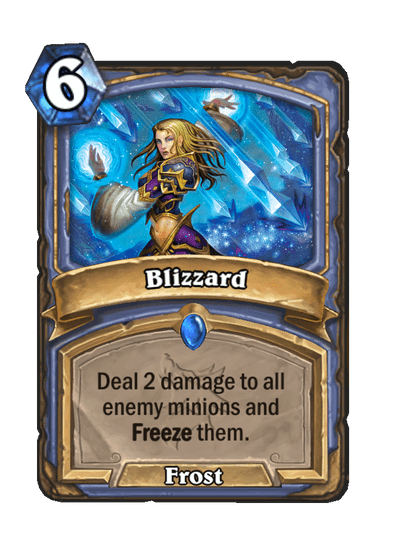 6
Blizzard
Deal 2 damage to all
enemy minions and
Freeze them.
Frost